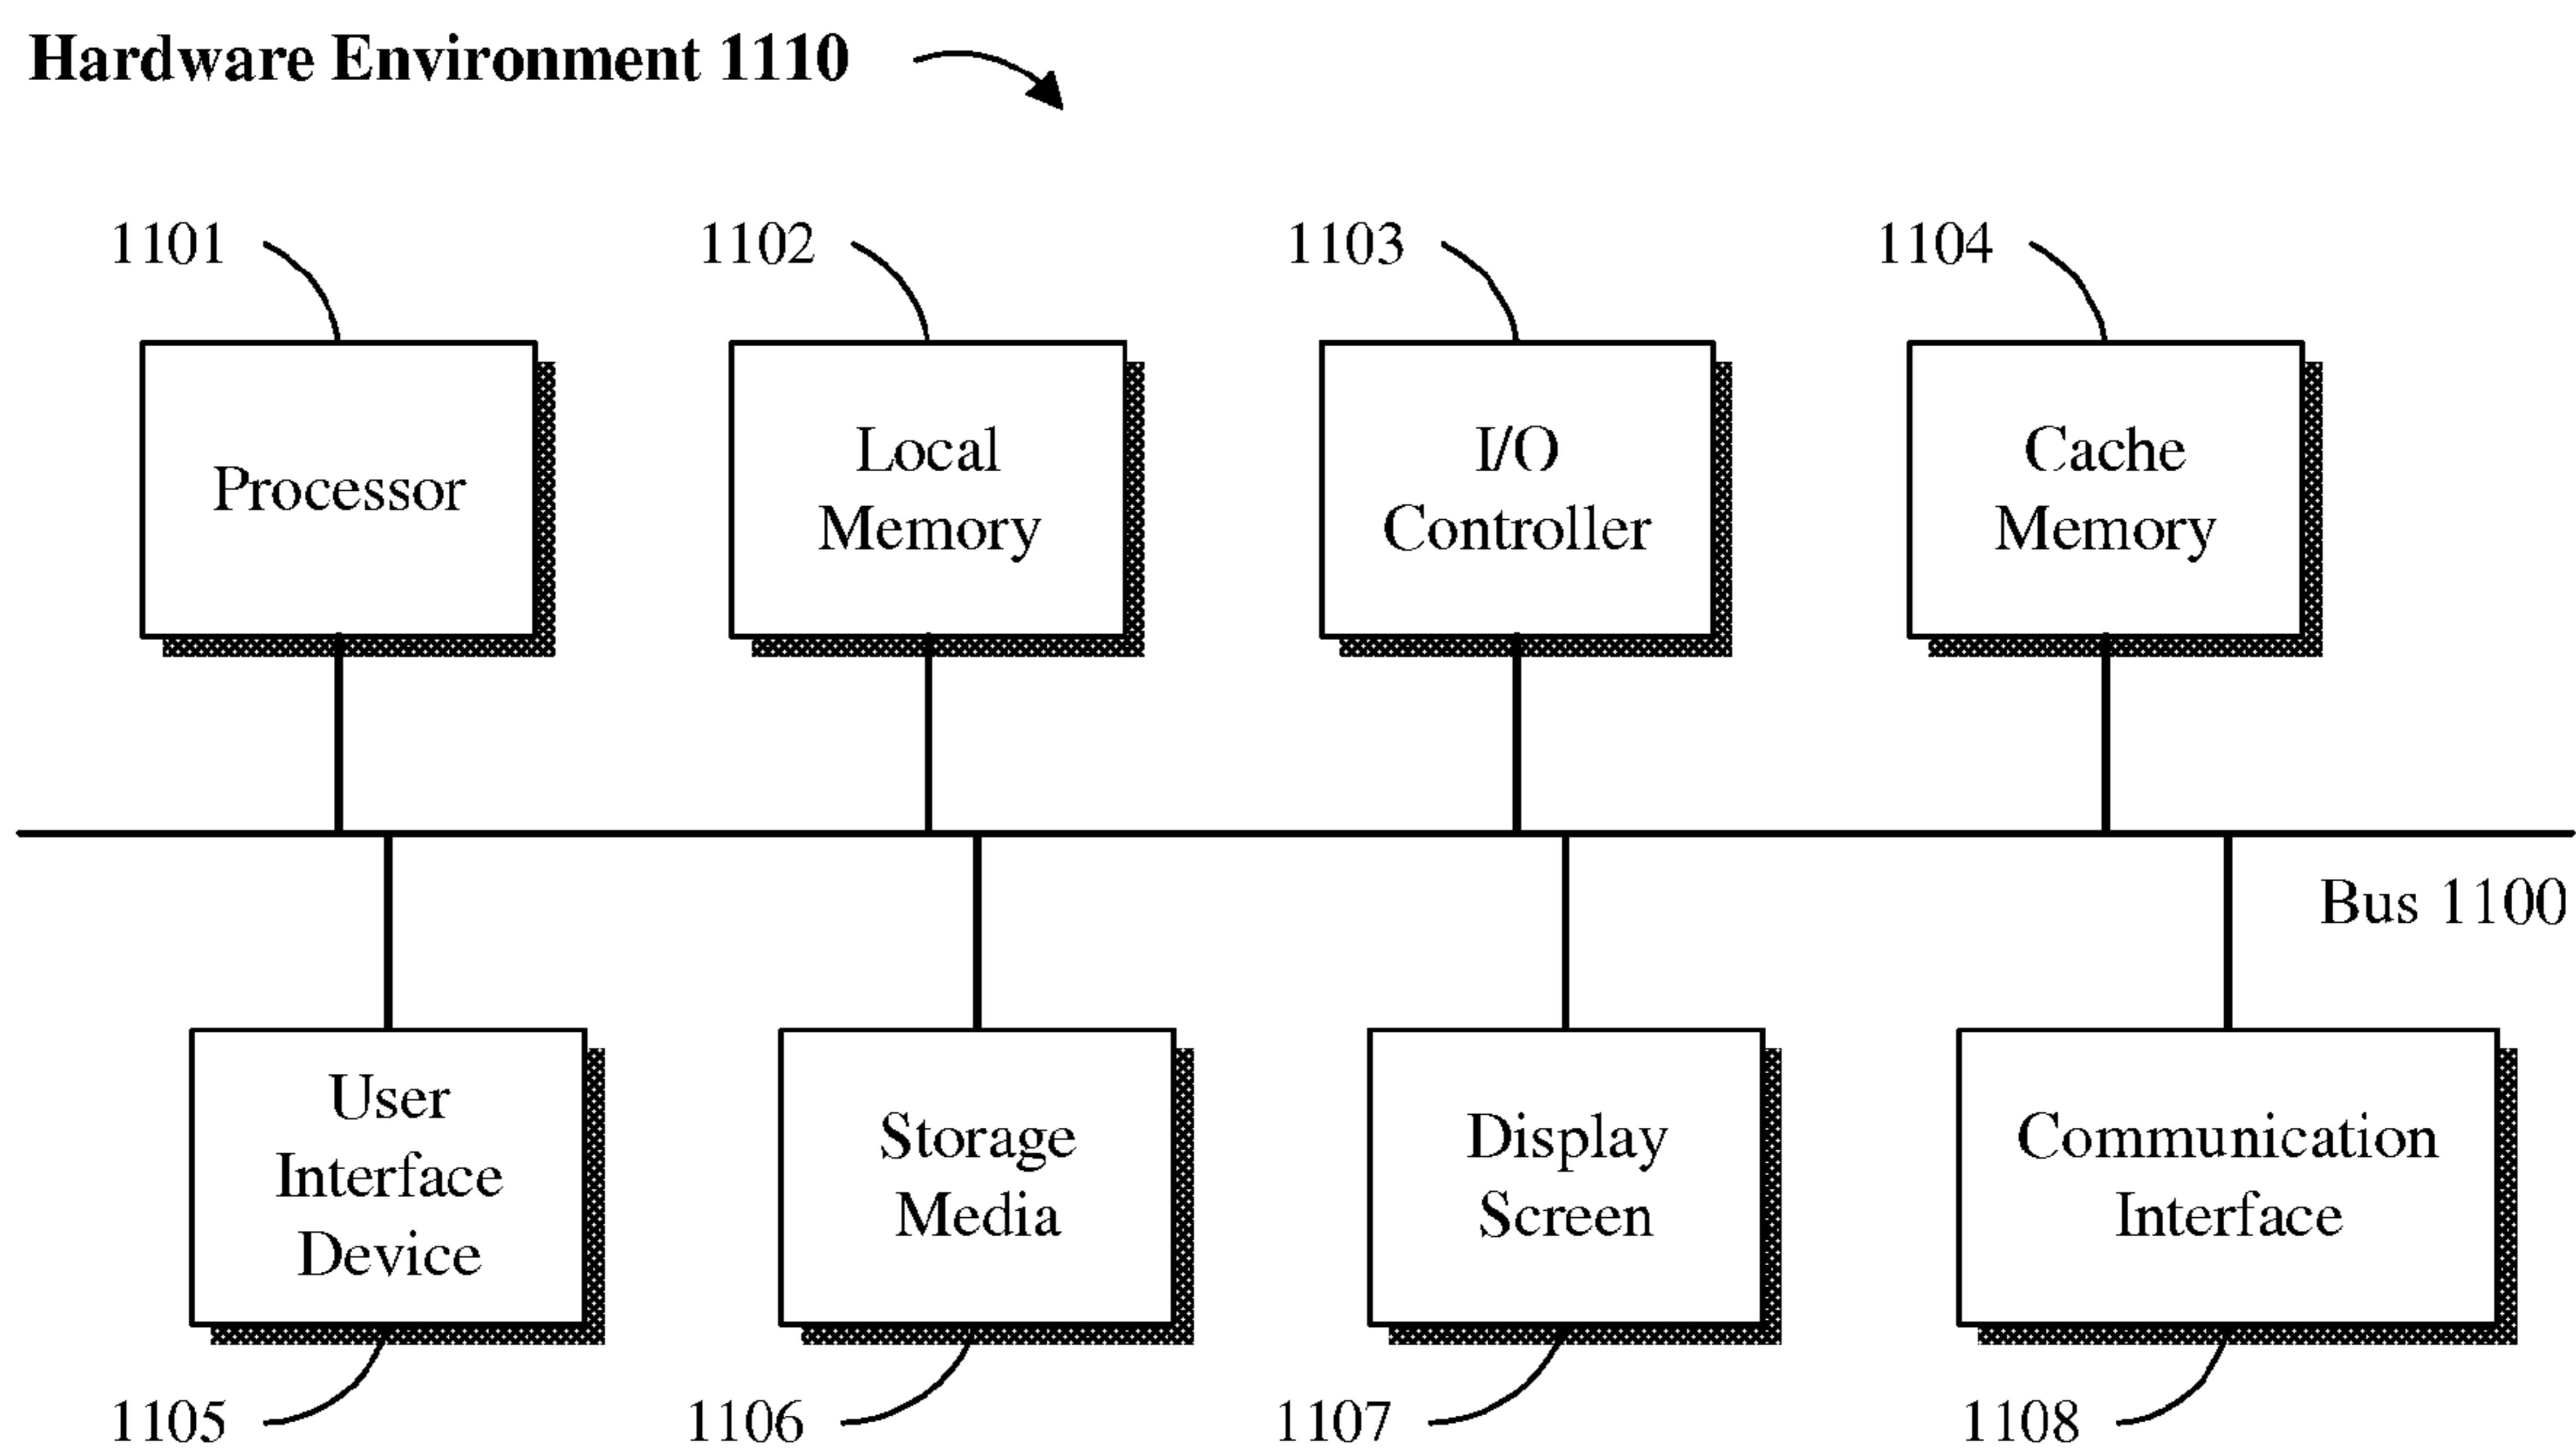 Hardware Environment 1110
1101
1102
1103
1104
Processor
Local
Memory
I/O
Controller
Cache
Memory
Bus 1100
User
Interface
Device
Storage
Media
Display
Screen
Communication
Interface
1105
1106
1107
1108